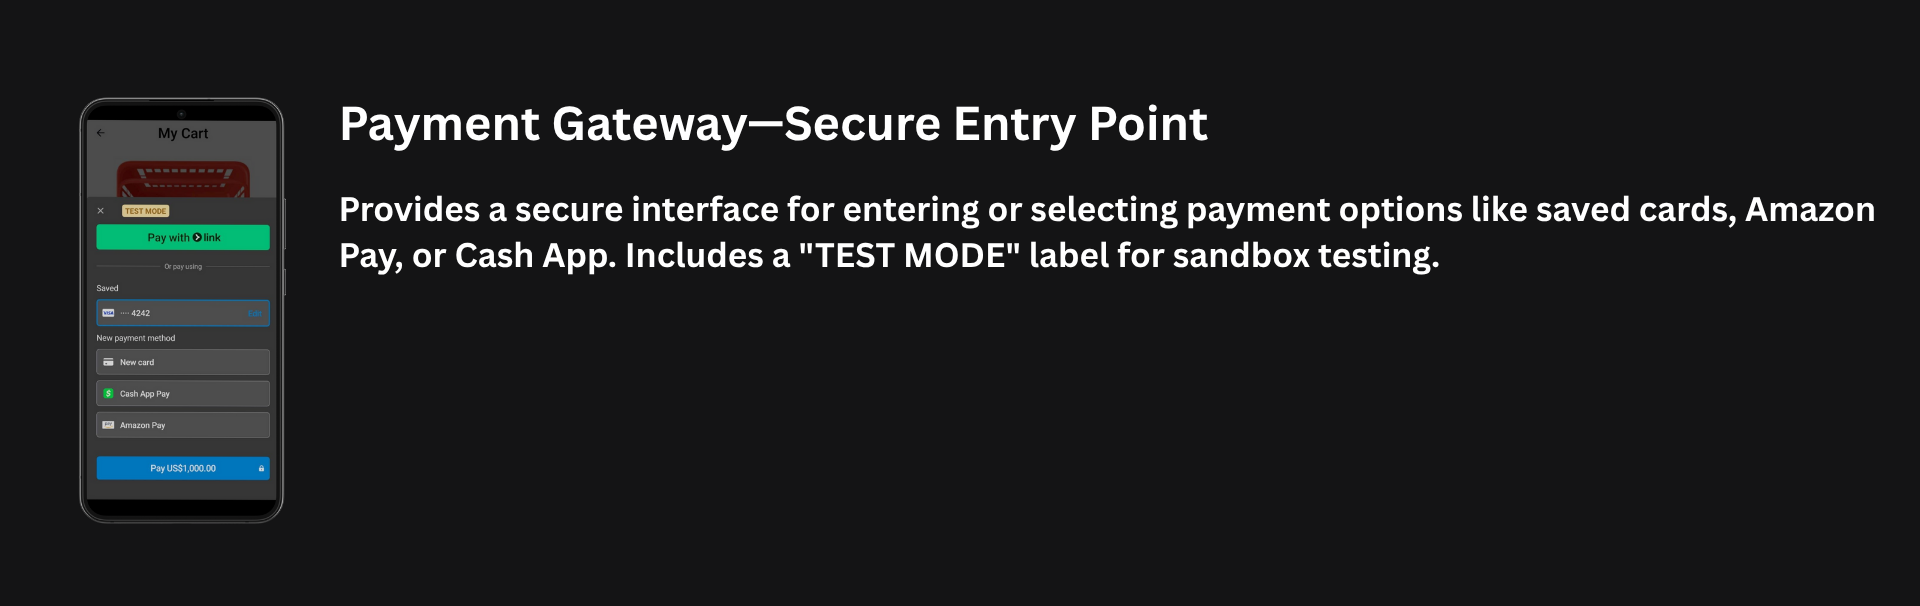 My Cart
TEST MODE
Pay with link
Or pay using
Saved
VISA ···· 4242 Edit
New payment method
New card
Cash App Pay
Amazon Pay
Pay US$1,000.00
Payment Gateway—Secure Entry Point
Provides a secure interface for entering or selecting payment options like saved cards, Amazon
Pay, or Cash App. Includes a "TEST MODE" label for sandbox testing.